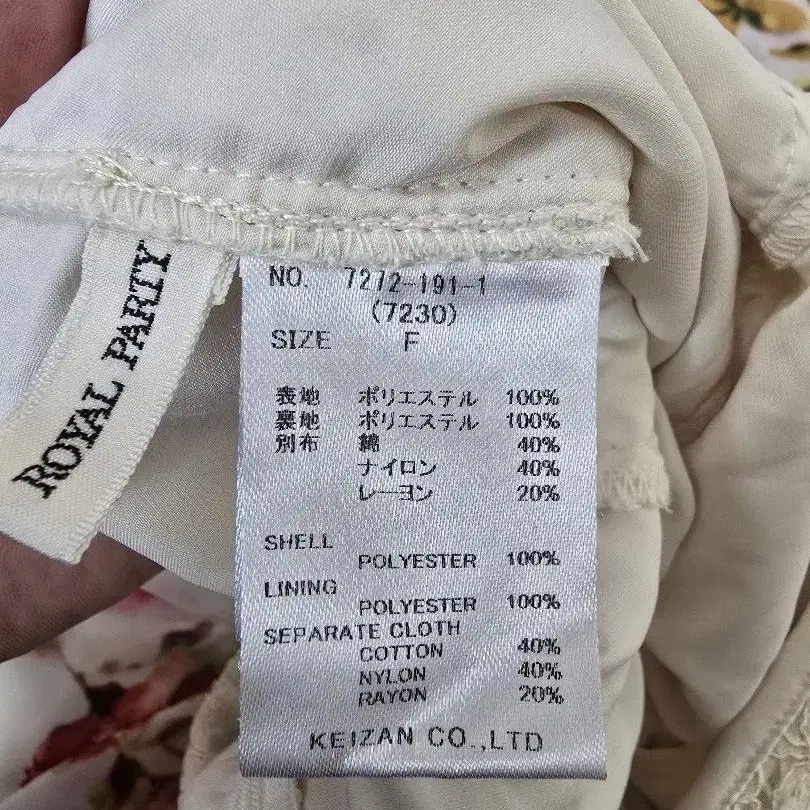 ROYAL PARTY
NO. 7272-191-1
(7230)
SIZE F
表地 ポリエステル 100%
裏地 ポリエステル 100%
別布 綿 40%
ナイロン 40%
レーヨン 20%
SHELL
POLYESTER 100%
LINING
POLYESTER 100%
SEPARATE CLOTH
COTTON 40%
NYLON 40%
RAYON 20%
KEIZAN CO.,LTD